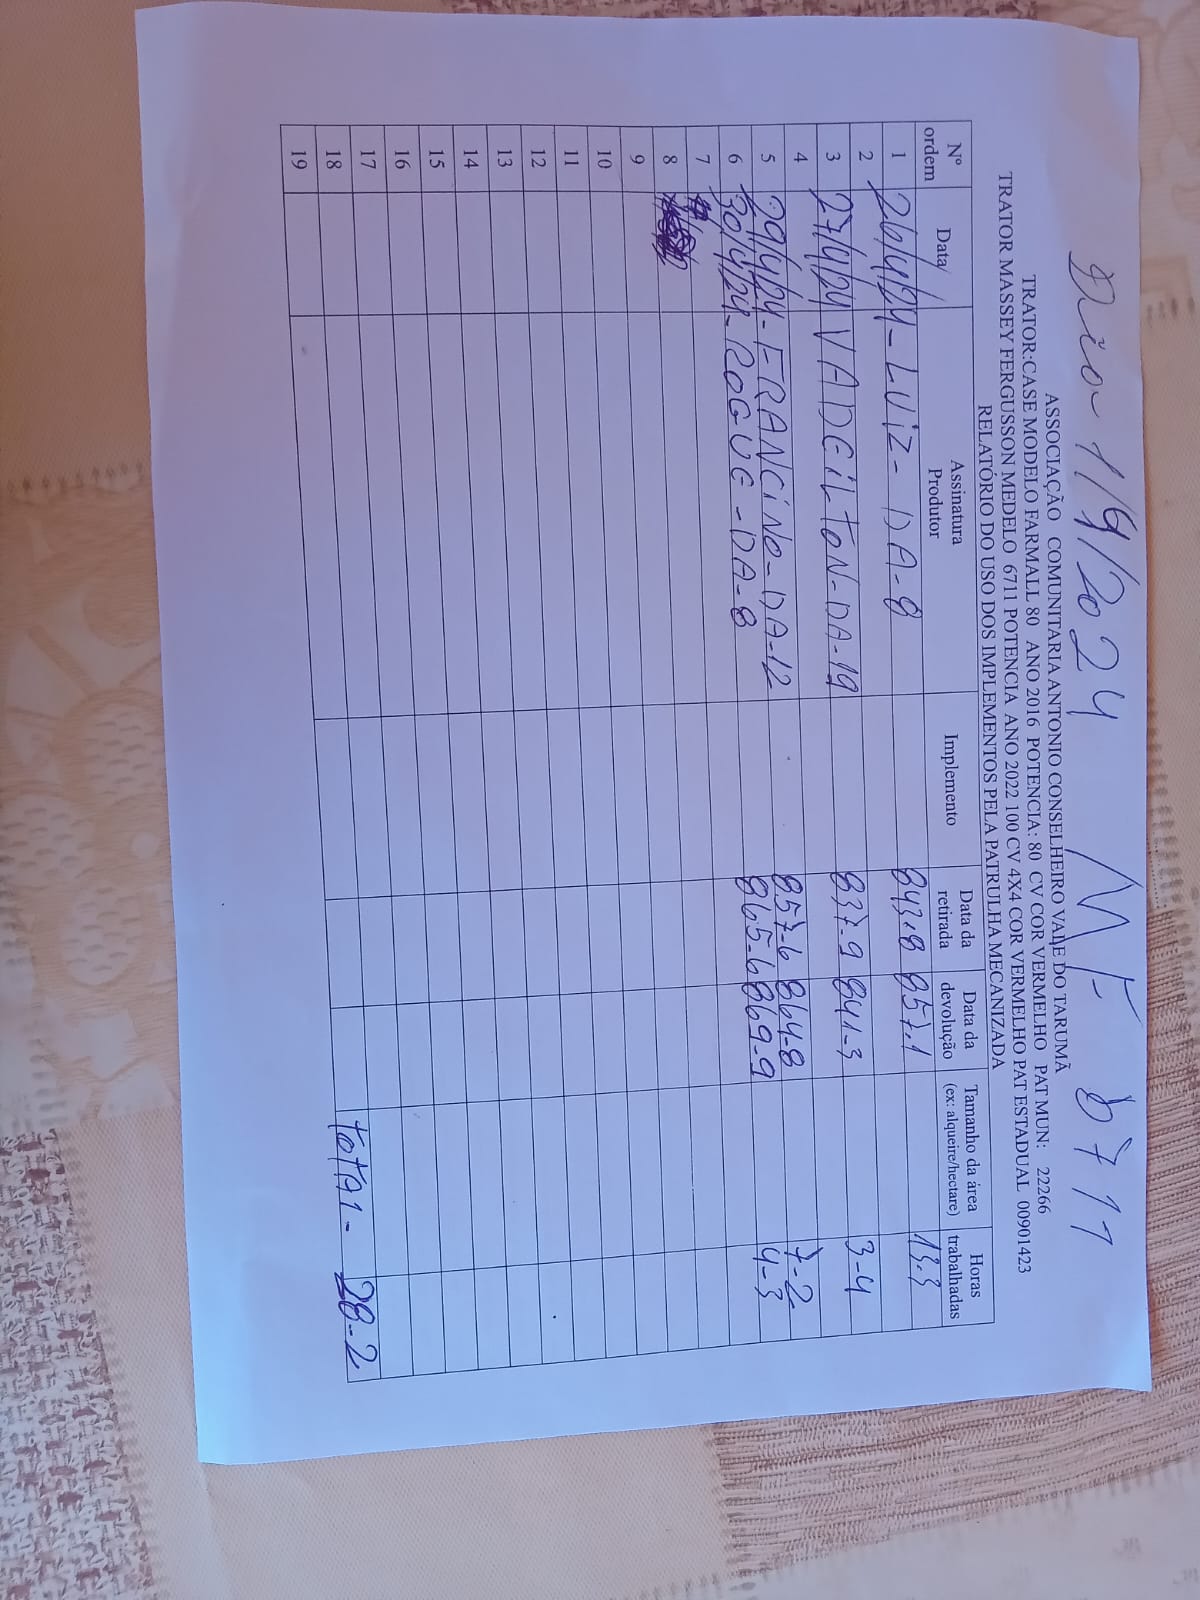 1/9/2024 MF 6711
ASSOCIAÇÃO COMUNITARIA ANTONIO CONSELHEIRO VALE DO TARUMÃ
TRATOR:CASE MODELO FARMALL 80 ANO 2016 POTENCIA: 80 CV COR VERMELHO PAT MUN: 22266
TRATOR MASSEY FERGUSSON MEDELO 6711 POTENCIA ANO 2022 100 CV 4X4 COR VERMELHO PAT ESTADUAL 00901423
RELATÓRIO DO USO DOS IMPLEMENTOS PELA PATRULHA MECANIZADA
Nº ordem Data Assinatura Produtor Implemento Data da retirada Data da devolução Tamanho da área (ex: alqueire/hectare) Horas trabalhadas
1 26/4/24-LUIZ-DA-8 843,8 857.1 13.3
2
3 27/4/24 VADEILTON-DA-19 837-9 841-3 3-4
4
5 29/4/24-FRANCINO-DA-12 857-6 864-8 7-2
6 30/4/24-ROGUE-DA-8 865-6 869-9 4-3
7
8
9
10
11
12
13
14
15
16
17
18 total- 28-2
19